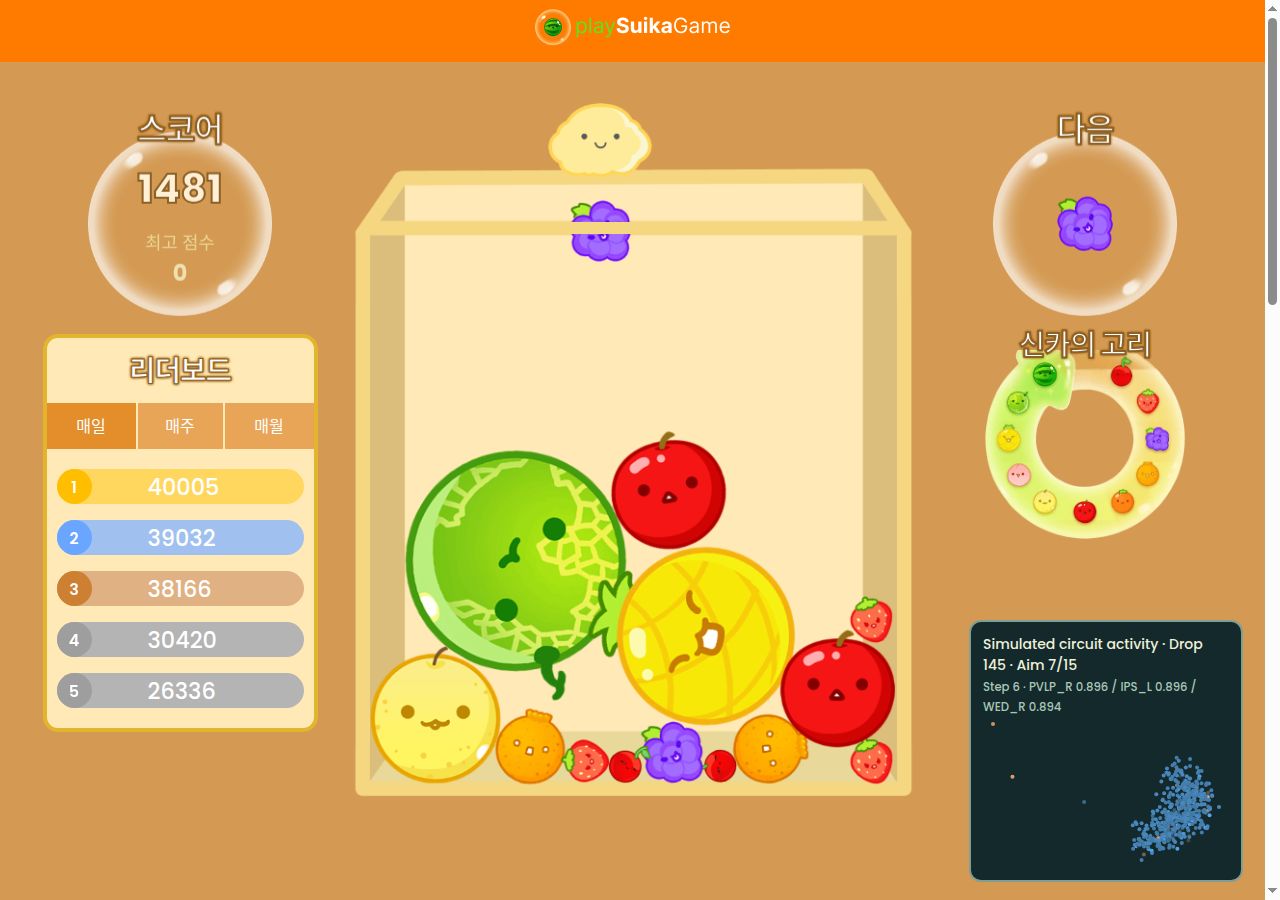 playSuikaGame
스코어
1481
최고 점수
0
다음
리더보드
매일 매주 매월
1 40005
2 39032
3 38166
4 30420
5 26336
신카의 고리
Simulated circuit activity · Drop
145 · Aim 7/15
Step 6 · PVLP_R 0.896 / IPS_L 0.896 /
WED_R 0.894